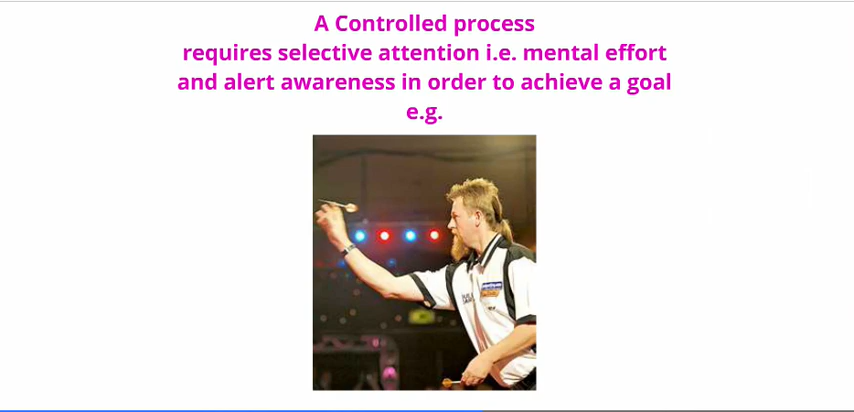 A Controlled process
requires selective attention i.e. mental effort
and alert awareness in order to achieve a goal
e.g.